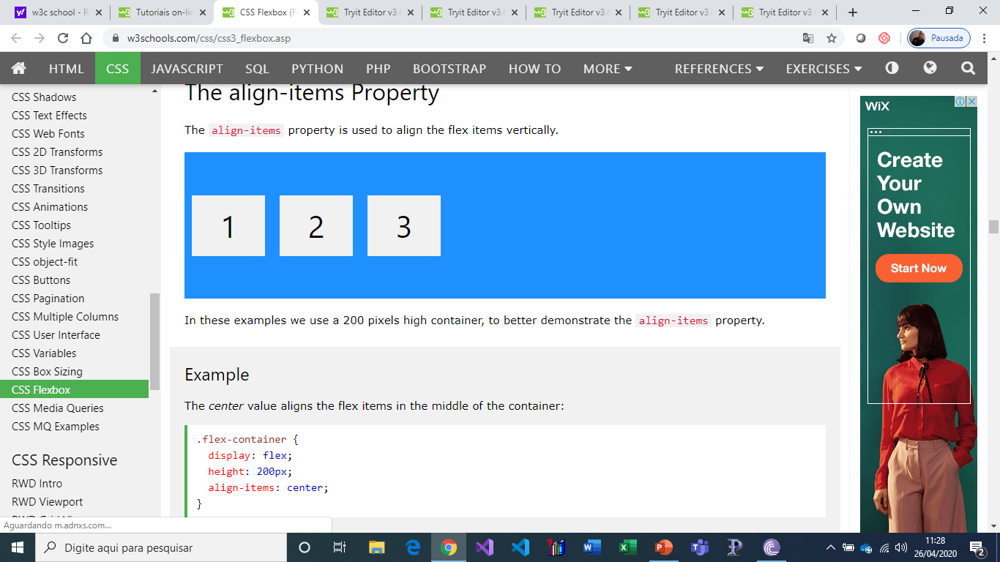 w3c school - R
Tutoriais on-lin
CSS Flexbox (F
Tryit Editor v3.
Tryit Editor v3.
Tryit Editor v3.
Tryit Editor v3.
Tryit Editor v3.
w3schools.com/css/css3_flexbox.asp
Pausada
HTML CSS JAVASCRIPT SQL PYTHON PHP BOOTSTRAP HOW TO MORE REFERENCES EXERCISES
CSS Shadows
CSS Text Effects
CSS Web Fonts
CSS 2D Transforms
CSS 3D Transforms
CSS Transitions
CSS Animations
CSS Tooltips
CSS Style Images
CSS object-fit
CSS Buttons
CSS Pagination
CSS Multiple Columns
CSS User Interface
CSS Variables
CSS Box Sizing
CSS Flexbox
CSS Media Queries
CSS MQ Examples
CSS Responsive
RWD Intro
RWD Viewport
Aguardando m.adnxs.com...
The align-items Property
The align-items property is used to align the flex items vertically.
1 2 3
In these examples we use a 200 pixels high container, to better demonstrate the align-items property.
Example
The center value aligns the flex items in the middle of the container:
.flex-container {
display: flex;
height: 200px;
align-items: center;
}
WiX
Create
Your
Own
Website
Start Now
Digite aqui para pesquisar
11:28
26/04/2020
2